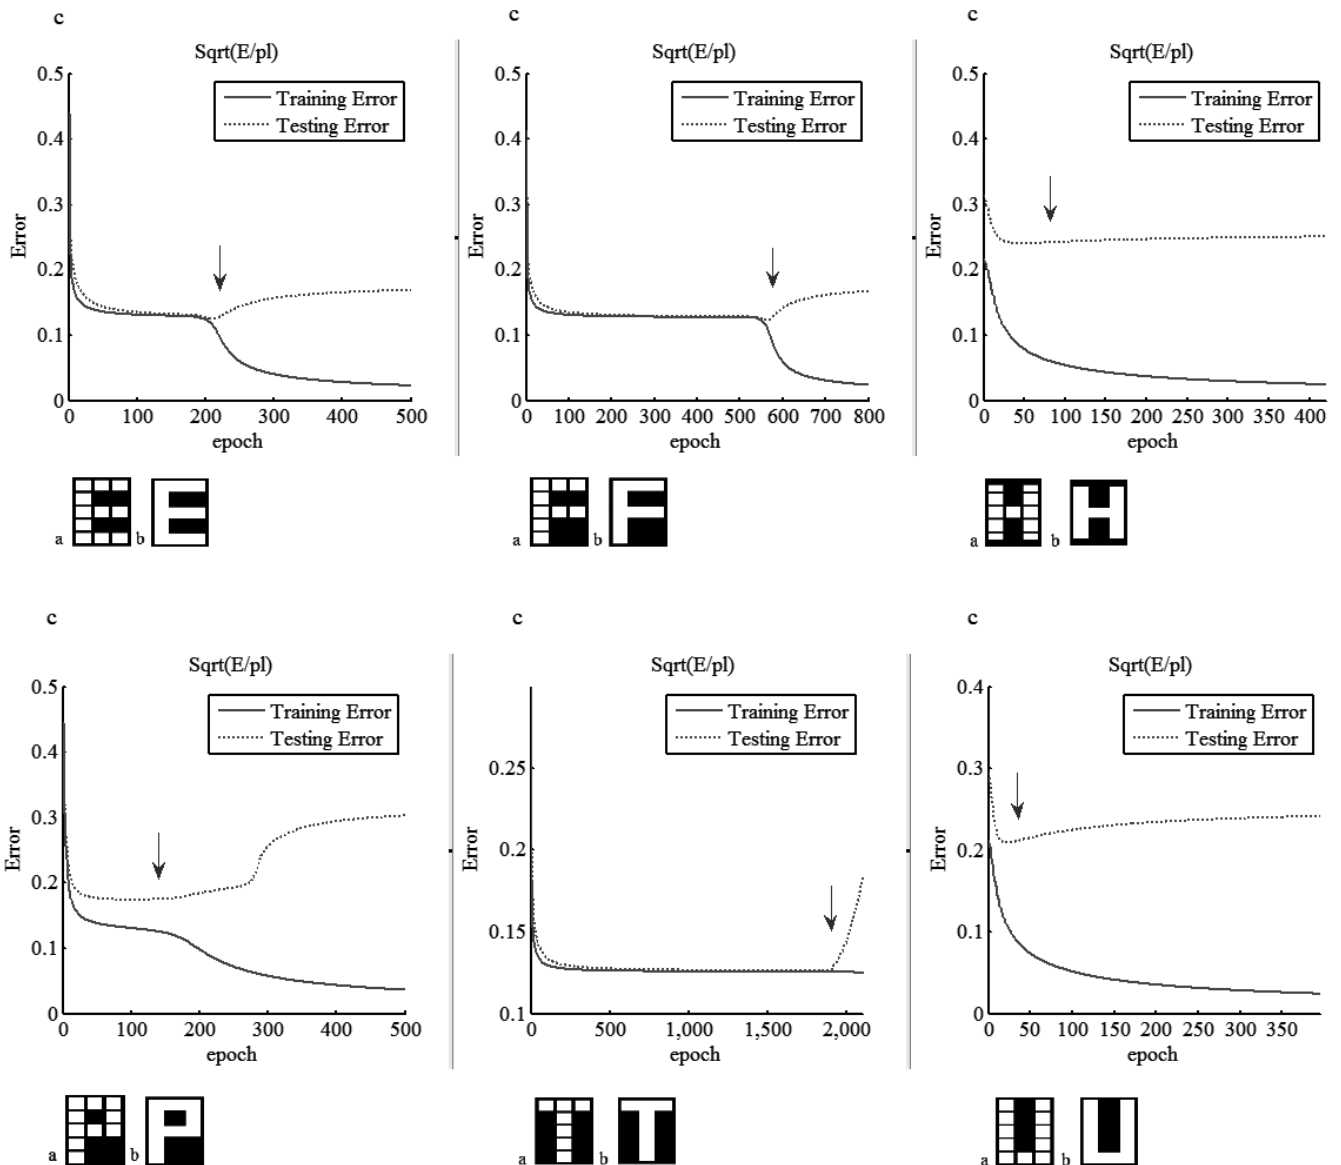 c
Sqrt(E/pl)
0.5
0.4
0.3
0.2
0.1
0
Error
Training Error
Testing Error
0 100 200 300 400 500
epoch
a b E
c
Sqrt(E/pl)
0.5
0.4
0.3
0.2
0.1
0
Error
Training Error
Testing Error
0 100 200 300 400 500 600 700 800
epoch
a b F
c
Sqrt(E/pl)
0.5
0.4
0.3
0.2
0.1
0
Error
Training Error
Testing Error
0 50 100 150 200 250 300 350 400
epoch
a b H
c
Sqrt(E/pl)
0.5
0.4
0.3
0.2
0.1
0
Error
Training Error
Testing Error
0 100 200 300 400 500
epoch
a b P
c
Sqrt(E/pl)
0.25
0.2
0.15
0.1
Error
Training Error
Testing Error
0 500 1,000 1,500 2,000
epoch
a b T
c
Sqrt(E/pl)
0.4
0.3
0.2
0.1
0
Error
Training Error
Testing Error
0 50 100 150 200 250 300 350
epoch
a b U